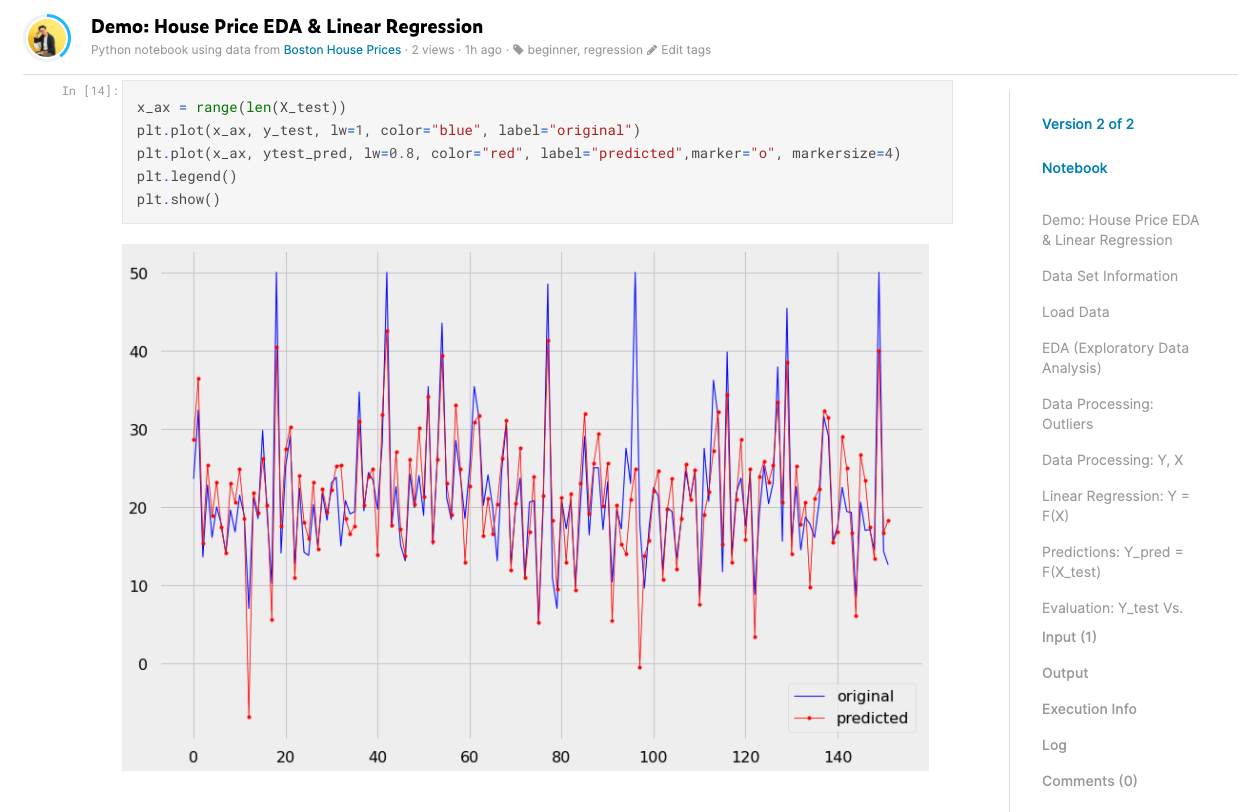 Demo: House Price EDA & Linear Regression
Python notebook using data from Boston House Prices · 2 views · 1h ago · beginner, regression Edit tags
In [14]:
x_ax = range(len(X_test))
plt.plot(x_ax, y_test, lw=1, color="blue", label="original")
plt.plot(x_ax, ytest_pred, lw=0.8, color="red", label="predicted",marker="o", markersize=4)
plt.legend()
plt.show()
50
40
30
20
10
0
original
predicted
0 20 40 60 80 100 120 140
Version 2 of 2
Notebook
Demo: House Price EDA
& Linear Regression
Data Set Information
Load Data
EDA (Exploratory Data
Analysis)
Data Processing:
Outliers
Data Processing: Y, X
Linear Regression: Y =
F(X)
Predictions: Y_pred =
F(X_test)
Evaluation: Y_test Vs.
Input (1)
Output
Execution Info
Log
Comments (0)